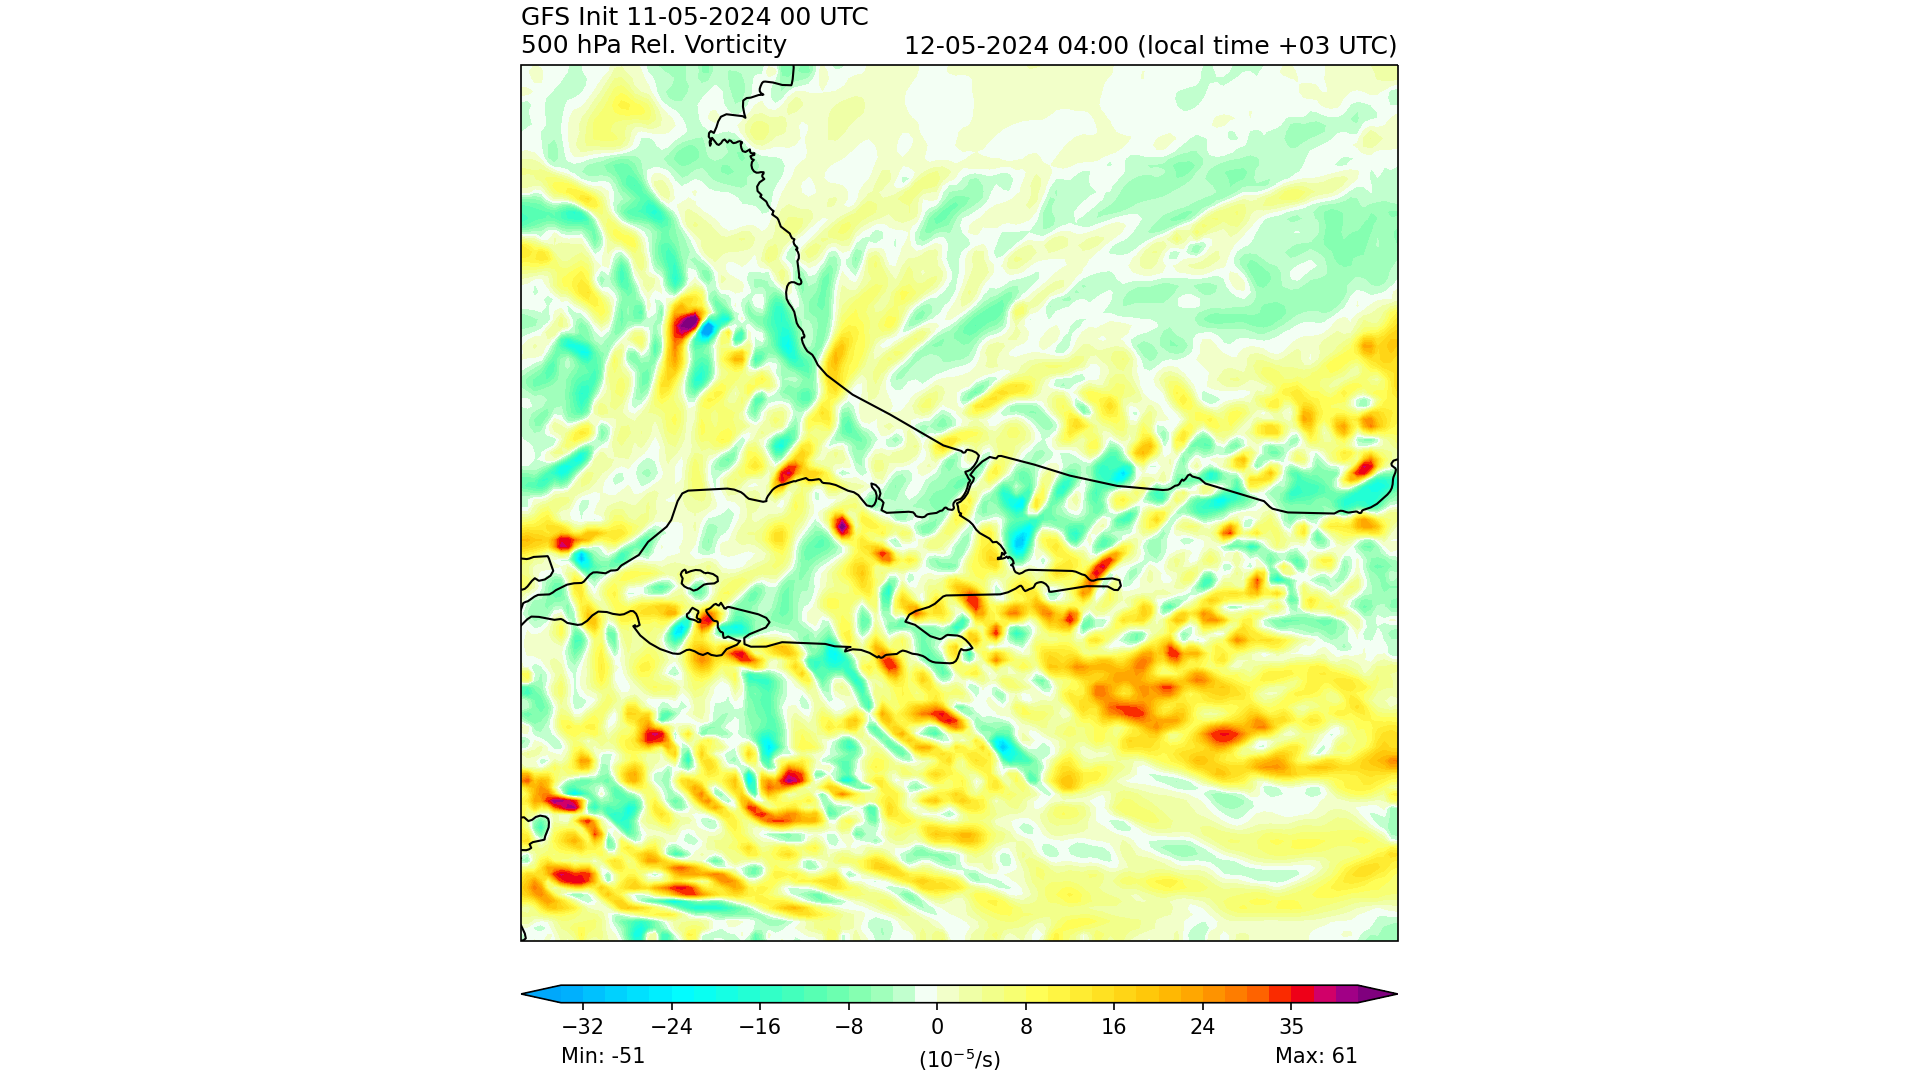 GFS Init 11-05-2024 00 UTC
500 hPa Rel. Vorticity
12-05-2024 04:00 (local time +03 UTC)
−32 −24 −16 −8 0 8 16 24 35
Min: -51
(10⁻⁵/s)
Max: 61